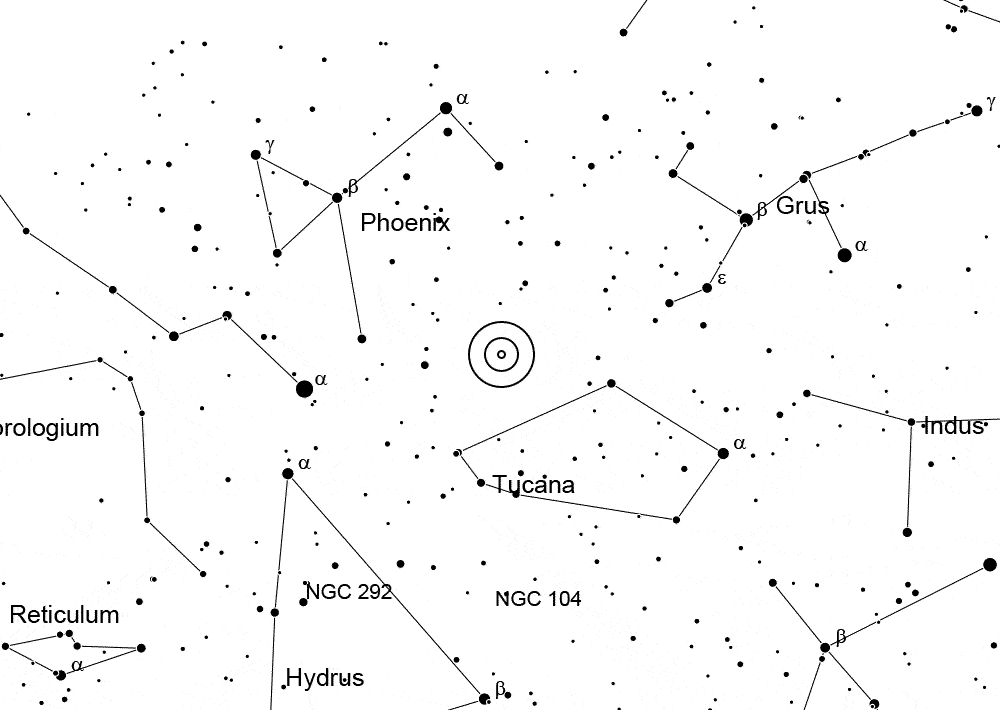 α
γ
γ
β
Phoenix
β Grus
α
ε
α
orologium
Indus
α
α
Tucana
NGC 292
NGC 104
Reticulum
α
β
Hydrus
β